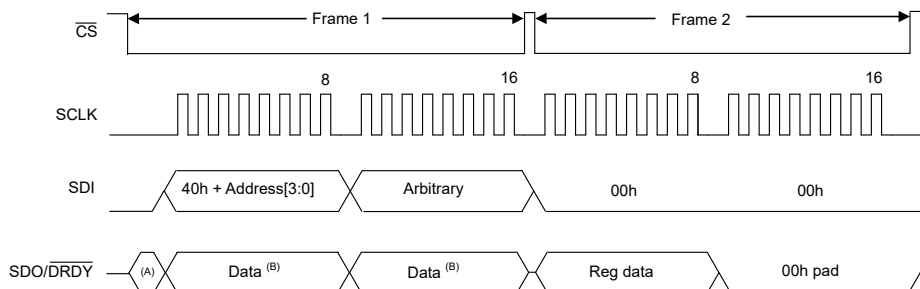 Frame 1
Frame 2
CS
8
16
8
16
SCLK
SDI
40h + Address[3:0]
Arbitrary
00h
00h
SDO/DRDY
(A)
Data (B)
Data (B)
Reg data
00h pad